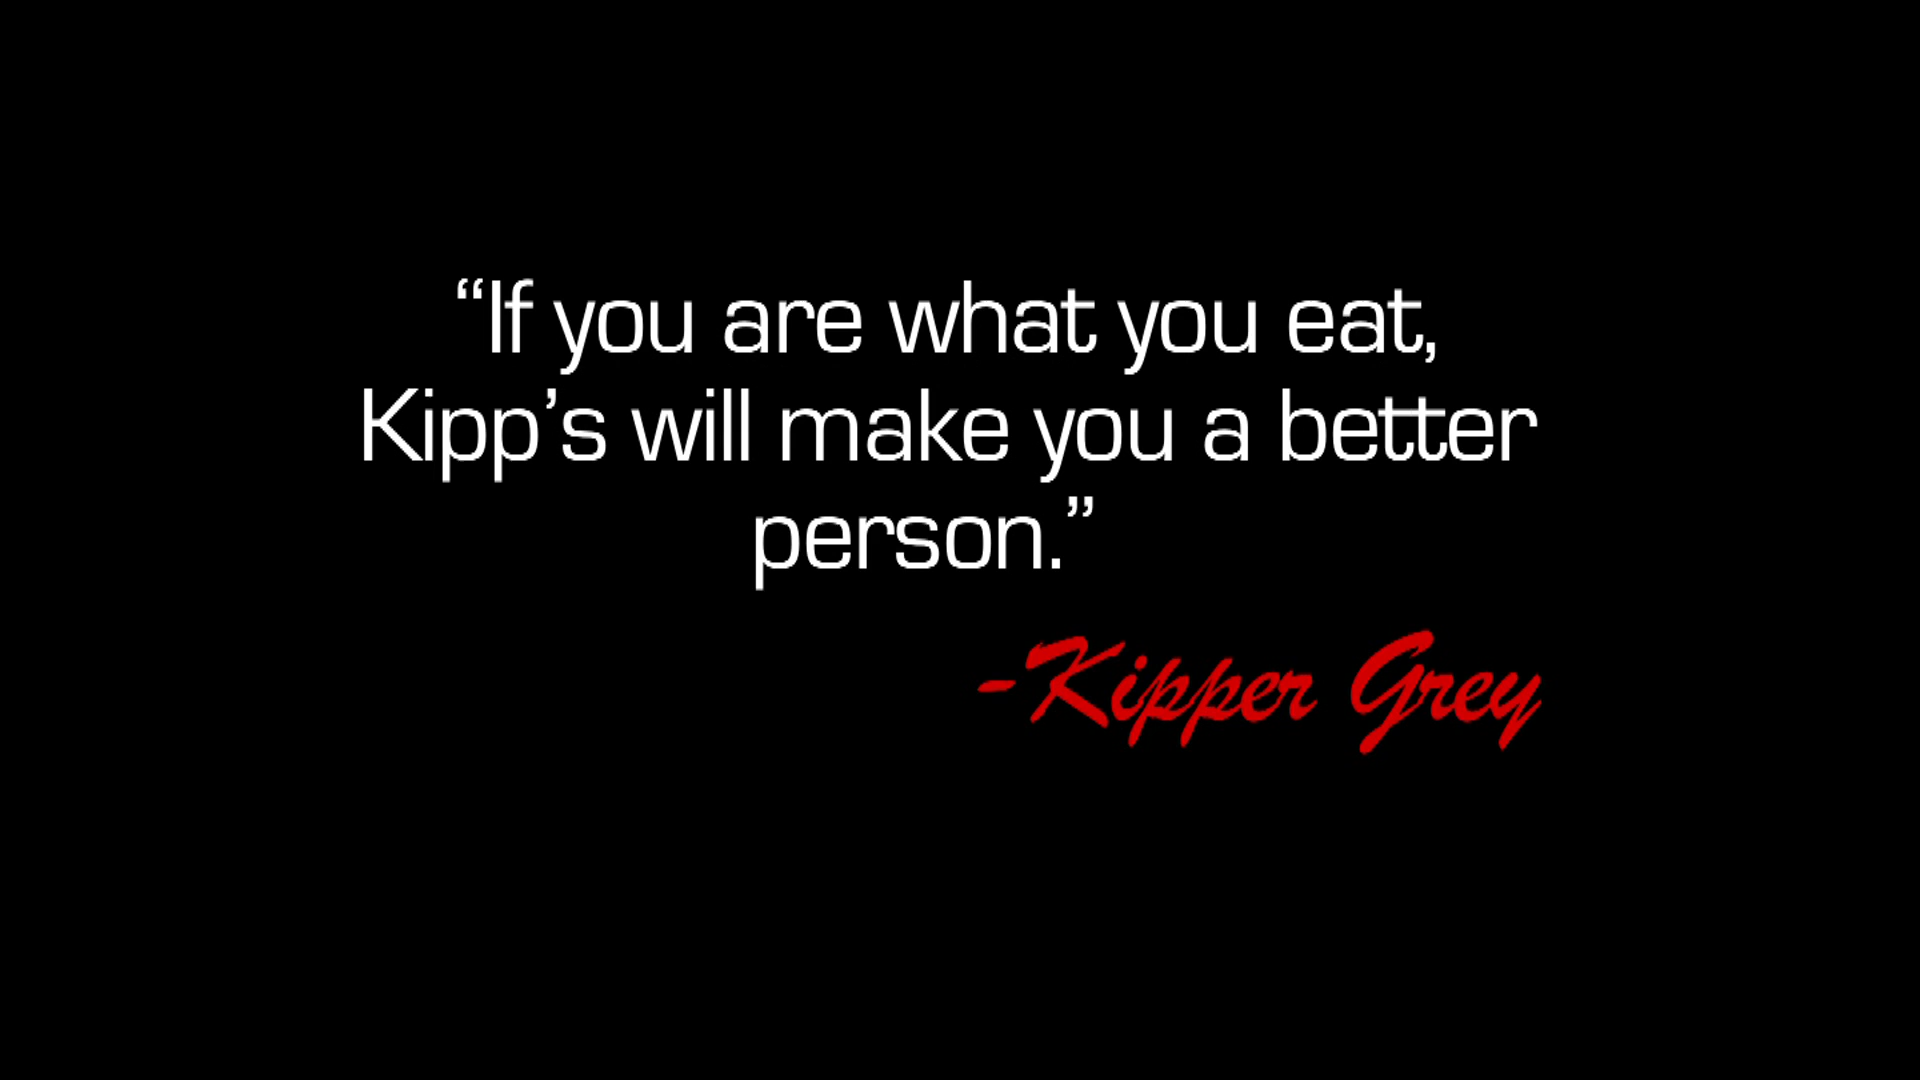 “If you are what you eat,
Kipp’s will make you a better
person.”
-Kipper Grey